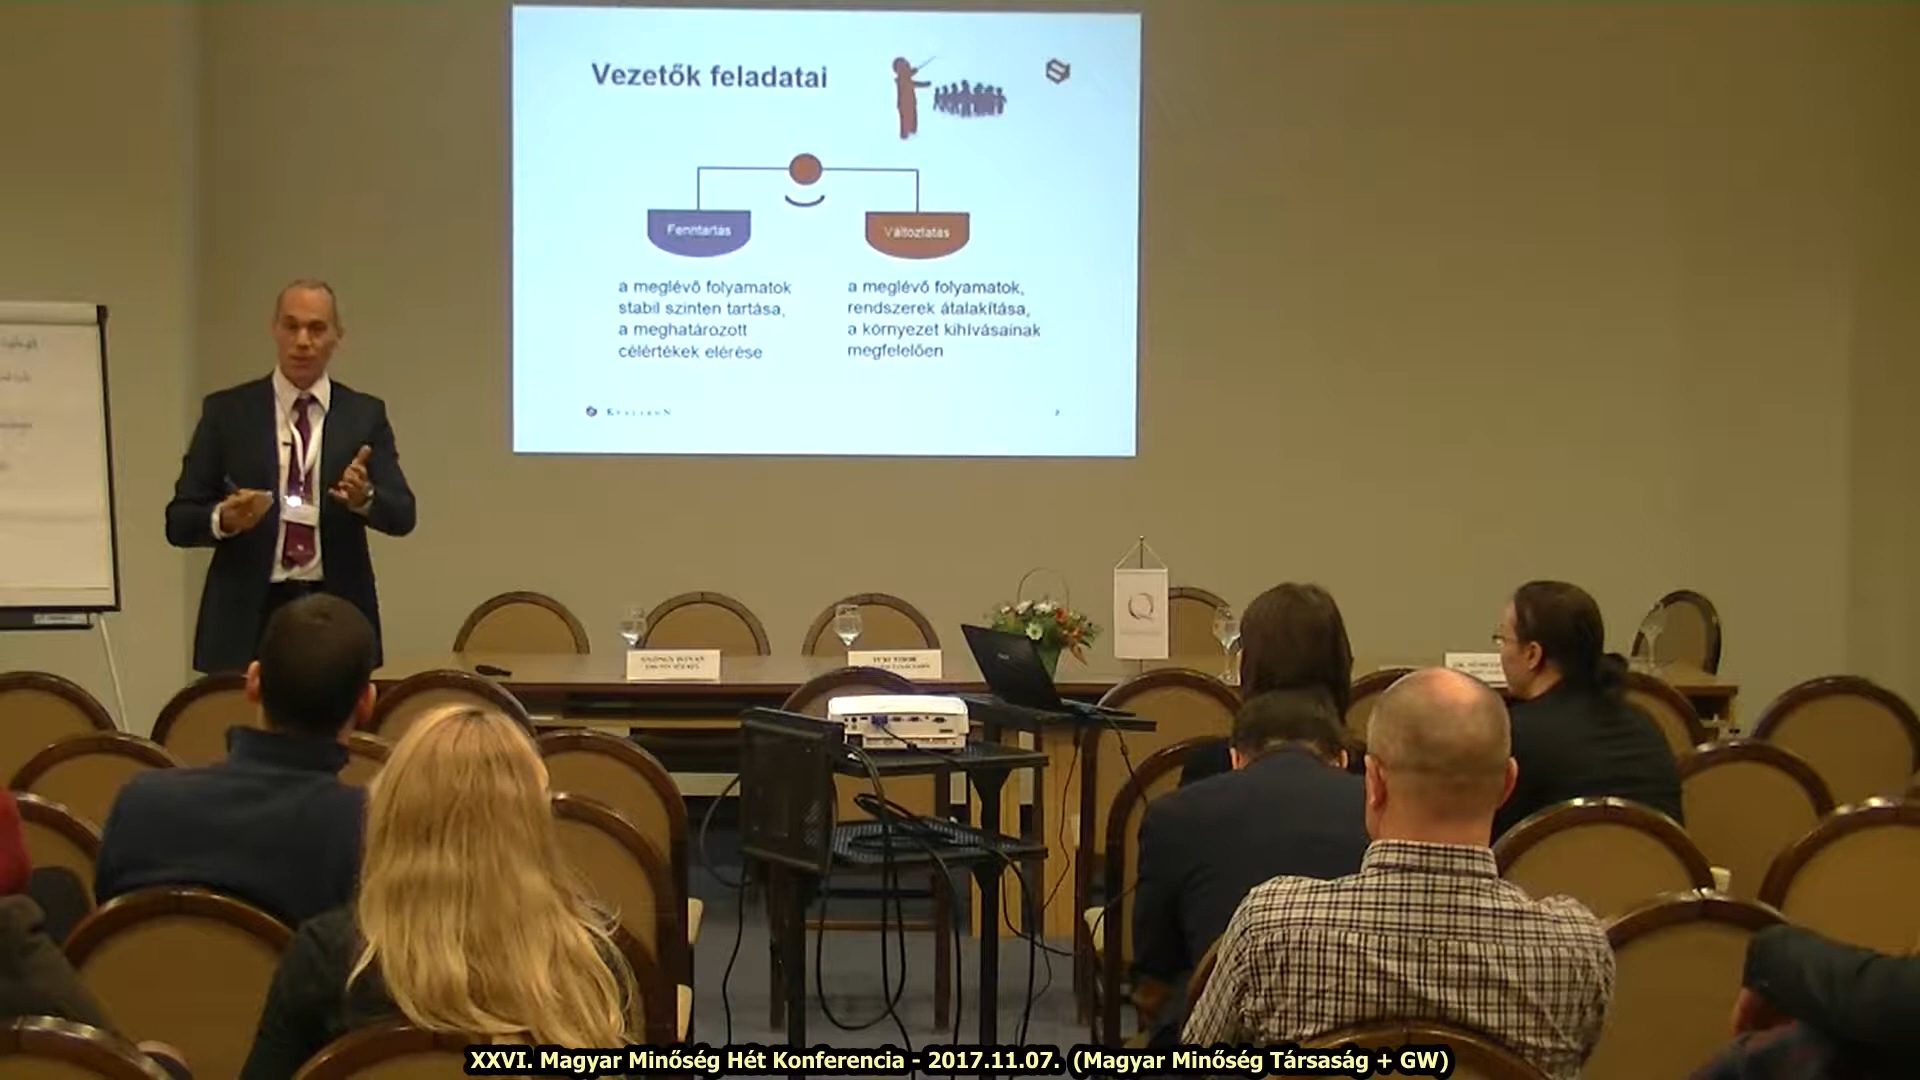 Vezetők feladatai
Fenntartás
Változtatás
a meglévő folyamatok
stabil szinten tartása,
a meghatározott
célértékek elérése
a meglévő folyamatok,
rendszerek átalakítása,
a környezet kihívásainak
megfelelően
Q
XXVI. Magyar Minőség Hét Konferencia - 2017.11.07. (Magyar Minőség Társaság + GW)